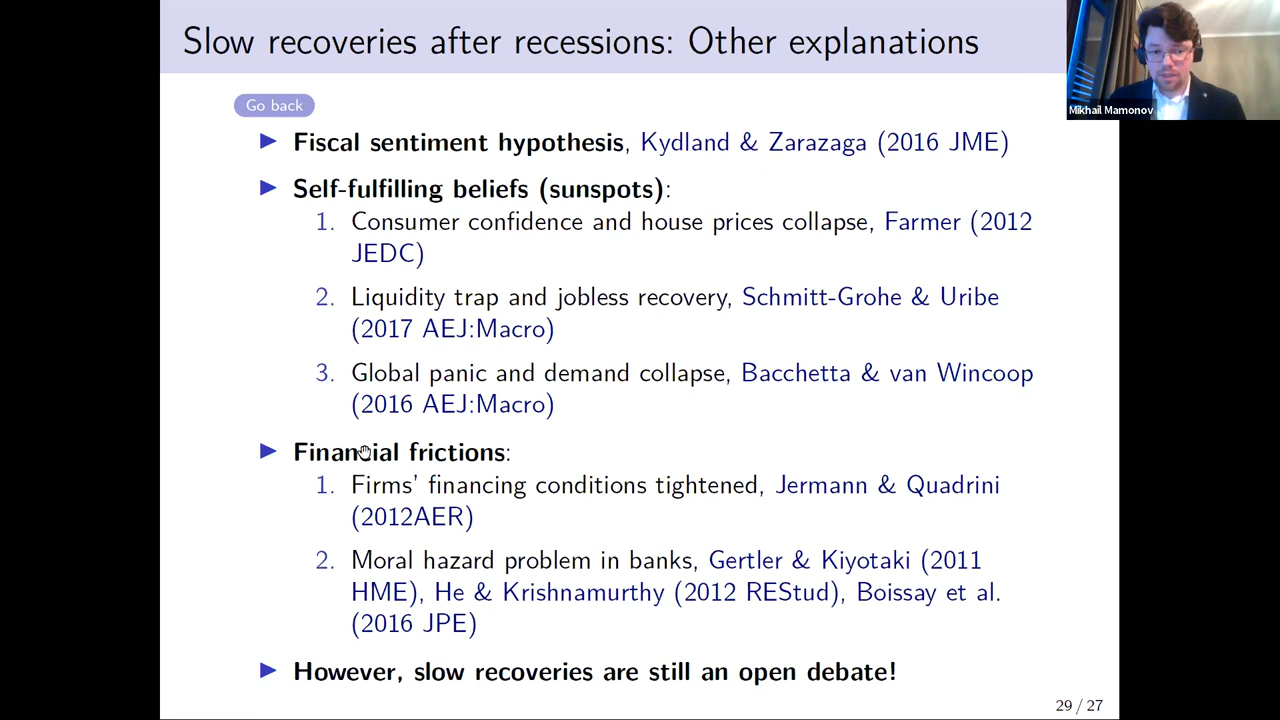 Slow recoveries after recessions: Other explanations
Mikhail Mamonov
Go back
▶ Fiscal sentiment hypothesis, Kydland & Zarazaga (2016 JME)
▶ Self-fulfilling beliefs (sunspots):
1. Consumer confidence and house prices collapse, Farmer (2012
JEDC)
2. Liquidity trap and jobless recovery, Schmitt-Grohe & Uribe
(2017 AEJ:Macro)
3. Global panic and demand collapse, Bacchetta & van Wincoop
(2016 AEJ:Macro)
▶ Financial frictions:
1. Firms' financing conditions tightened, Jermann & Quadrini
(2012AER)
2. Moral hazard problem in banks, Gertler & Kiyotaki (2011
HME), He & Krishnamurthy (2012 REStud), Boissay et al.
(2016 JPE)
▶ However, slow recoveries are still an open debate!
29 / 27